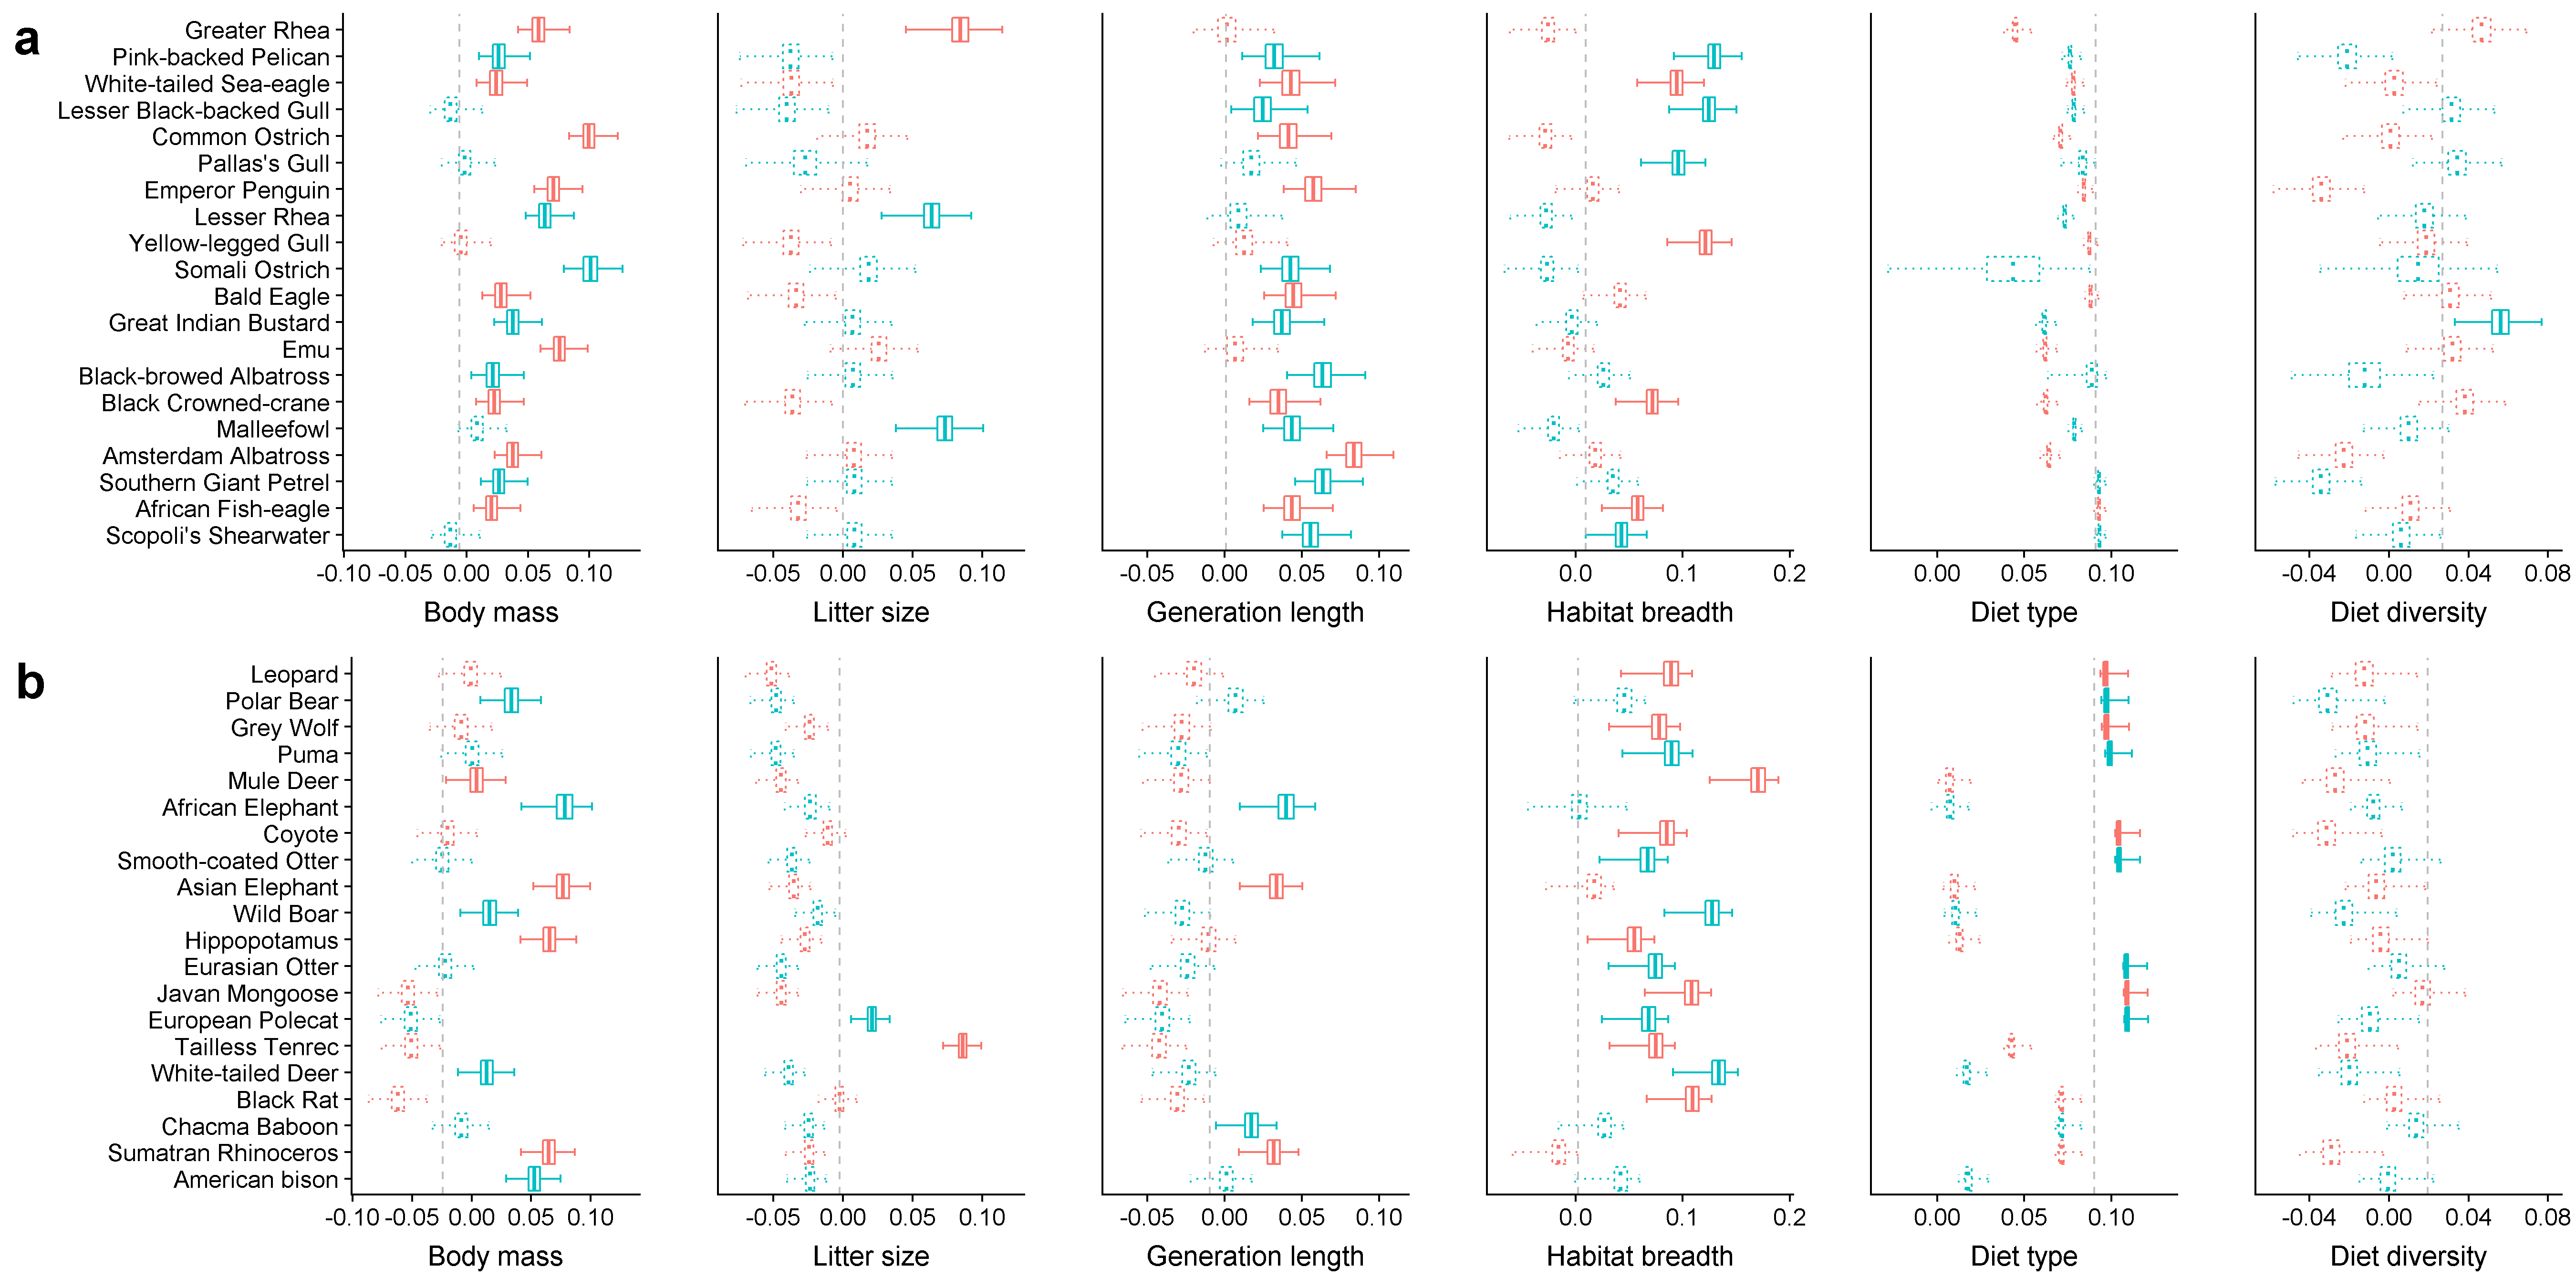 a
Greater Rhea
Pink-backed Pelican
White-tailed Sea-eagle
Lesser Black-backed Gull
Common Ostrich
Pallas's Gull
Emperor Penguin
Lesser Rhea
Yellow-legged Gull
Somali Ostrich
Bald Eagle
Great Indian Bustard
Emu
Black-browed Albatross
Black Crowned-crane
Malleefowl
Amsterdam Albatross
Southern Giant Petrel
African Fish-eagle
Scopoli's Shearwater
-0.10 -0.05 0.00 0.05 0.10 -0.05 0.00 0.05 0.10 -0.05 0.00 0.05 0.10 0.0 0.1 0.2 0.00 0.05 0.10 -0.04 0.00 0.04 0.08
Body mass Litter size Generation length Habitat breadth Diet type Diet diversity
b
Leopard
Polar Bear
Grey Wolf
Puma
Mule Deer
African Elephant
Coyote
Smooth-coated Otter
Asian Elephant
Wild Boar
Hippopotamus
Eurasian Otter
Javan Mongoose
European Polecat
Tailless Tenrec
White-tailed Deer
Black Rat
Chacma Baboon
Sumatran Rhinoceros
American bison
-0.10 -0.05 0.00 0.05 0.10 -0.05 0.00 0.05 0.10 -0.05 0.00 0.05 0.10 0.0 0.1 0.2 0.00 0.05 0.10 -0.04 0.00 0.04 0.08
Body mass Litter size Generation length Habitat breadth Diet type Diet diversity